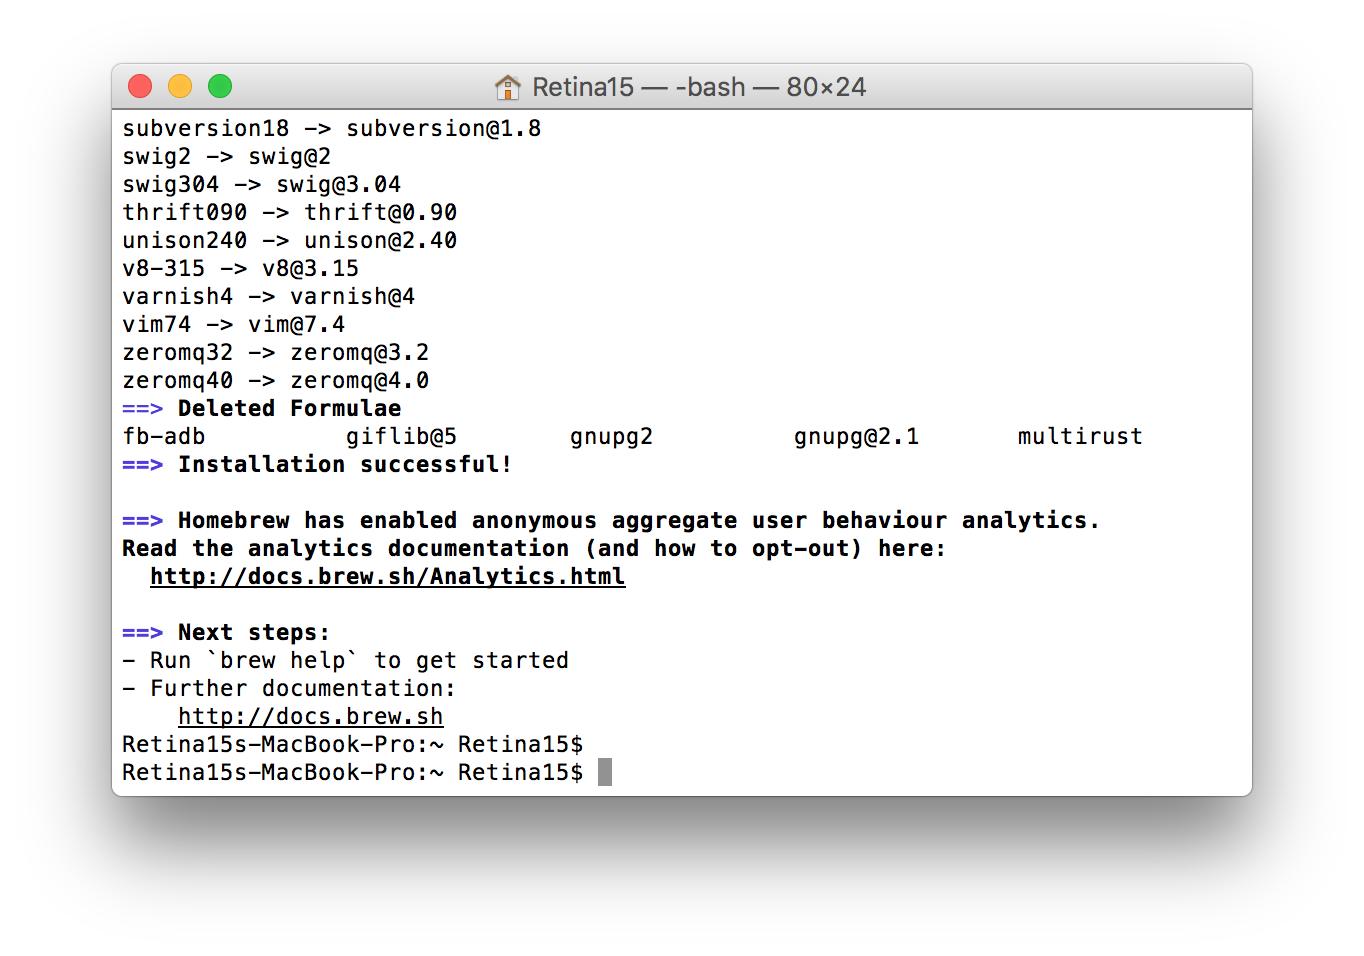 Retina15 — -bash — 80×24
subversion18 -> subversion@1.8
swig2 -> swig@2
swig304 -> swig@3.04
thrift090 -> thrift@0.90
unison240 -> unison@2.40
v8-315 -> v8@3.15
varnish4 -> varnish@4
vim74 -> vim@7.4
zeromq32 -> zeromq@3.2
zeromq40 -> zeromq@4.0
==> Deleted Formulae
fb-adb          giflib@5        gnupg2          gnupg@2.1       multirust
==> Installation successful!
==> Homebrew has enabled anonymous aggregate user behaviour analytics.
Read the analytics documentation (and how to opt-out) here:
  http://docs.brew.sh/Analytics.html
==> Next steps:
- Run `brew help` to get started
- Further documentation:
    http://docs.brew.sh
Retina15s-MacBook-Pro:~ Retina15$
Retina15s-MacBook-Pro:~ Retina15$